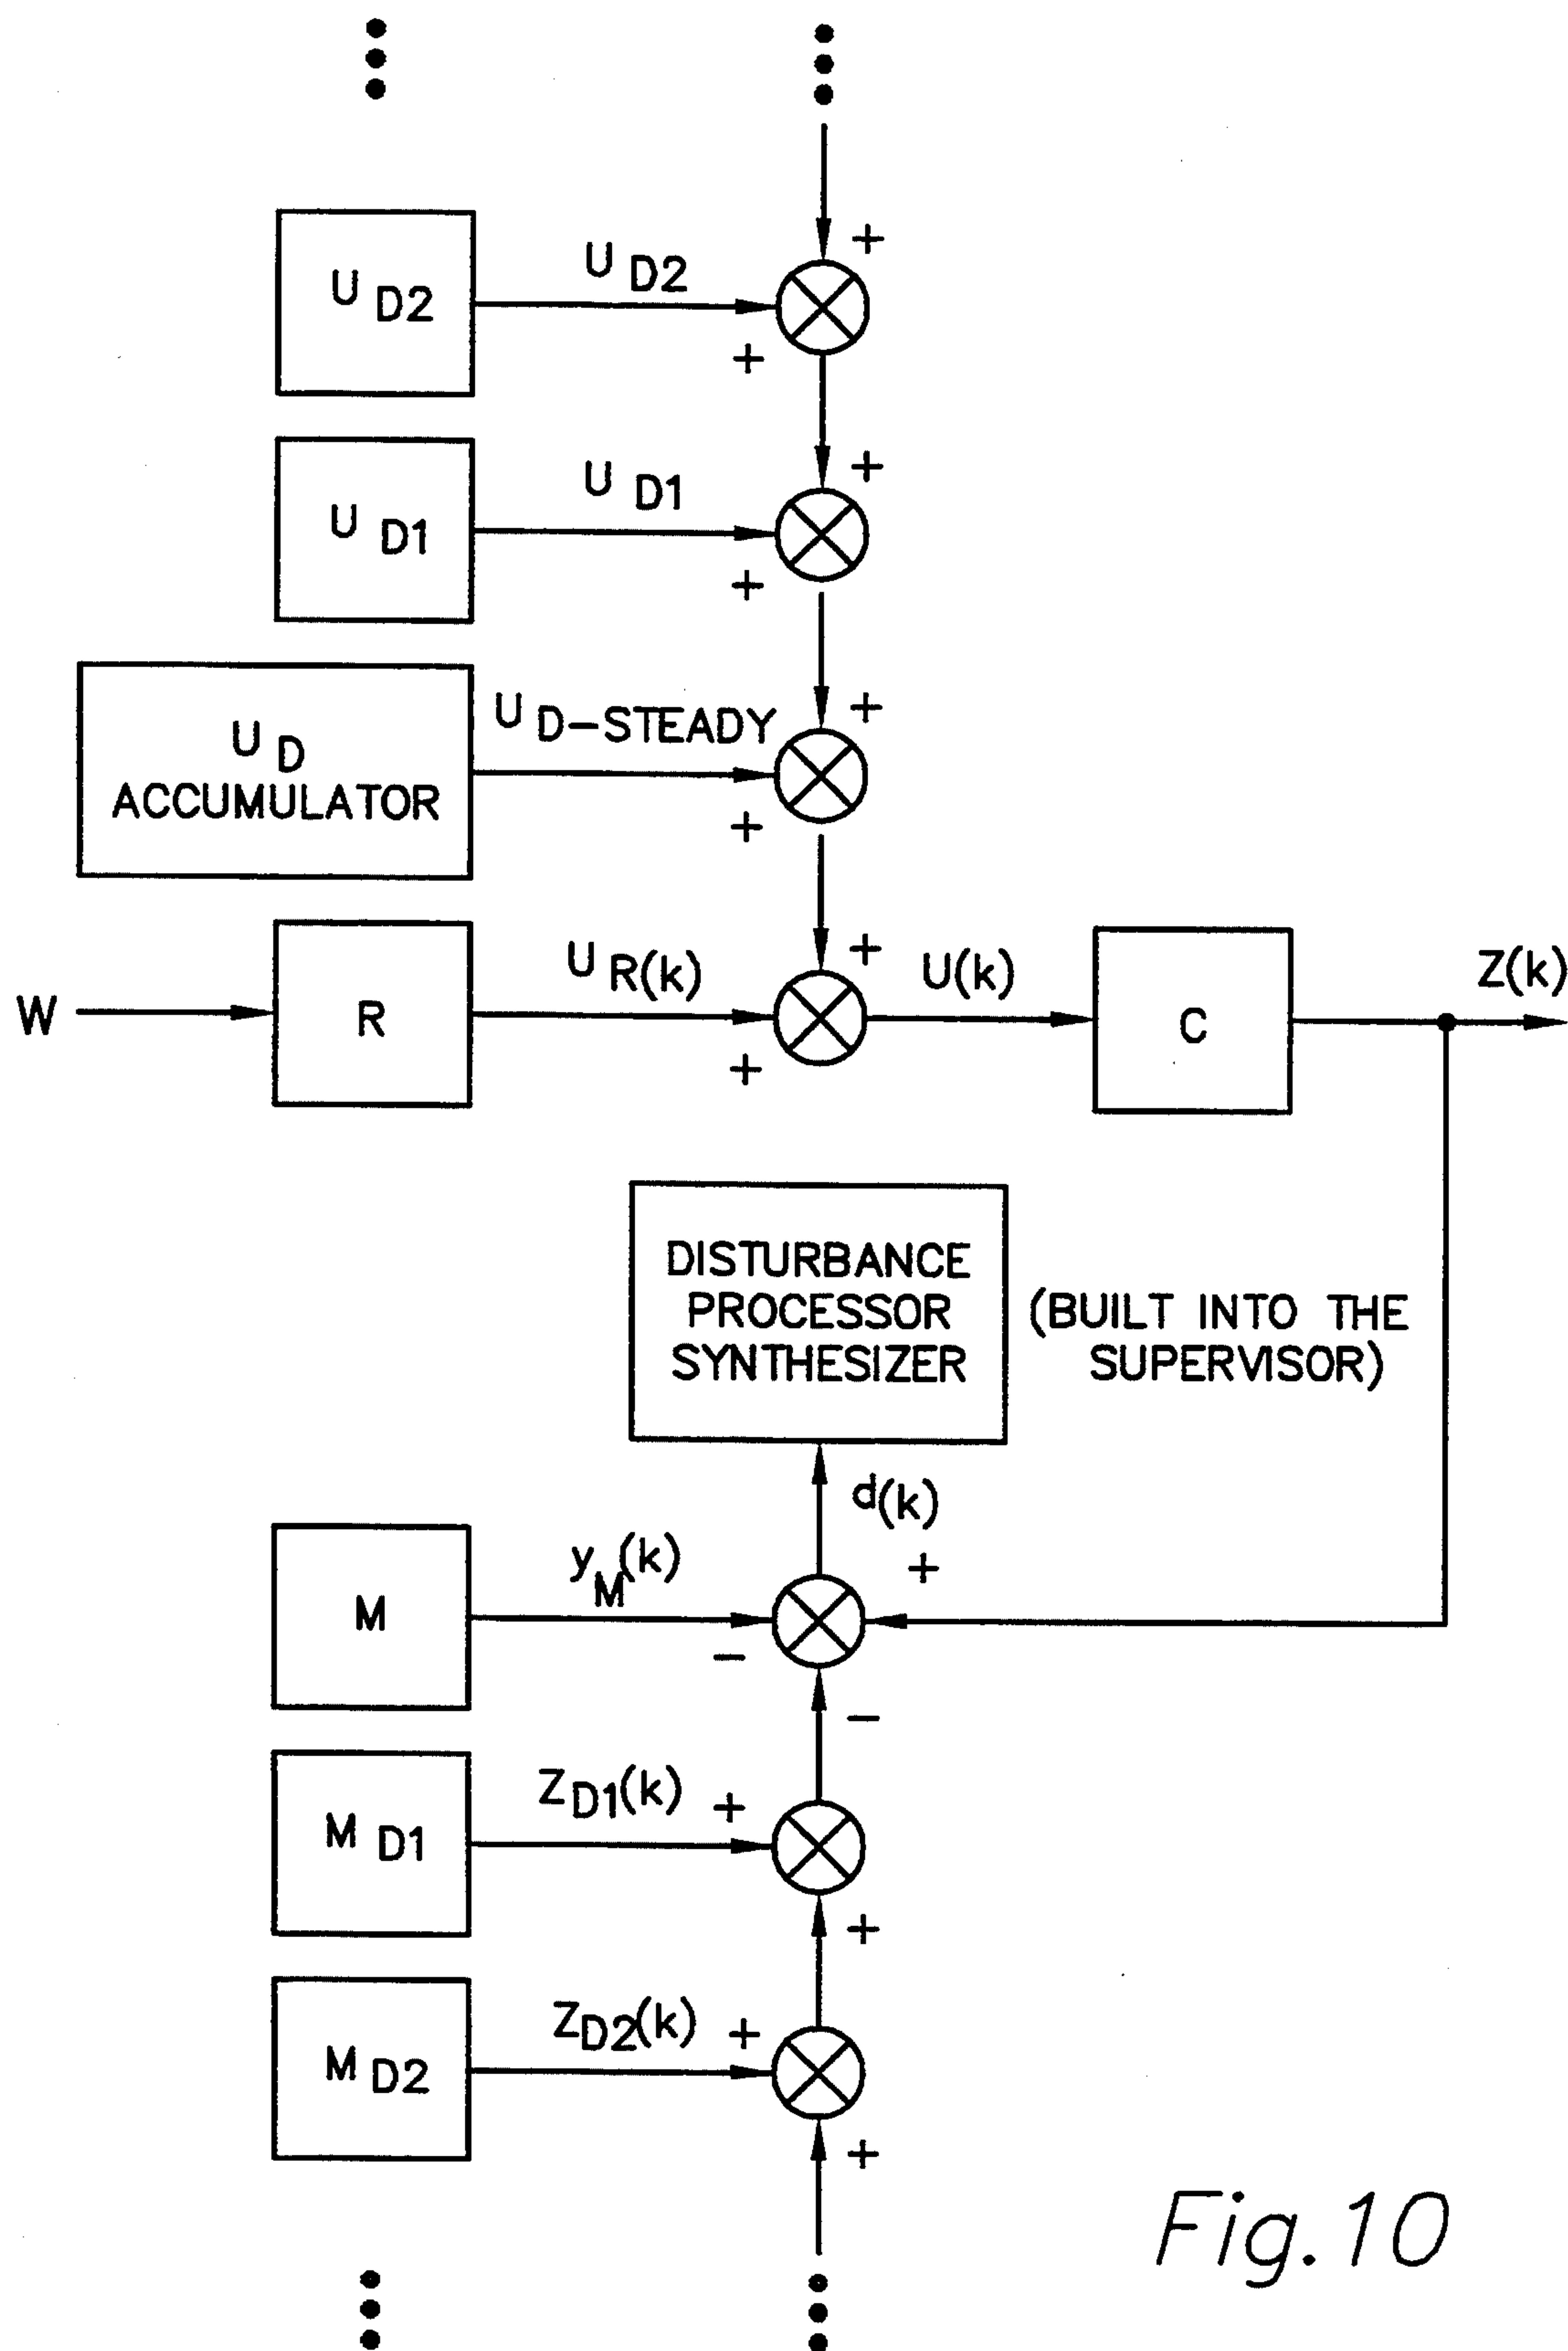 +
U D2
U D2
+
+
U D1
U D1
+
+
U D-STEADY
U D
ACCUMULATOR
+
+
W
R
U R(k)
+
U(k)
C
Z(k)
DISTURBANCE
PROCESSOR
SYNTHESIZER
(BUILT INTO THE
SUPERVISOR)
d(k)
+
M
yM(k)
-
-
M D1
ZD1(k)
+
+
M D2
ZD2(k)
+
+
Fig.10